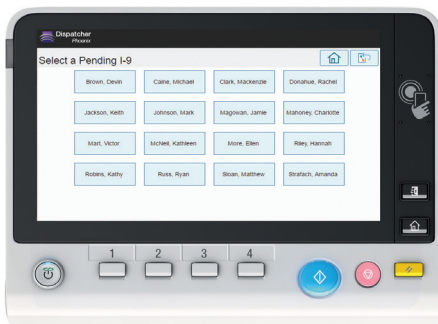 Dispatcher
Phoenix
Select a Pending I-9
Brown, Devin
Caine, Michael
Clark, Mackenzie
Donahue, Rachel
Jackson, Keith
Johnson, Mark
Magowan, Jamie
Mahoney, Charlotte
Mart, Victor
McNeil, Kathleen
More, Ellen
Riley, Hannah
Robins, Kathy
Russ, Ryan
Sloan, Matthew
Strafach, Amanda
1 2 3 4